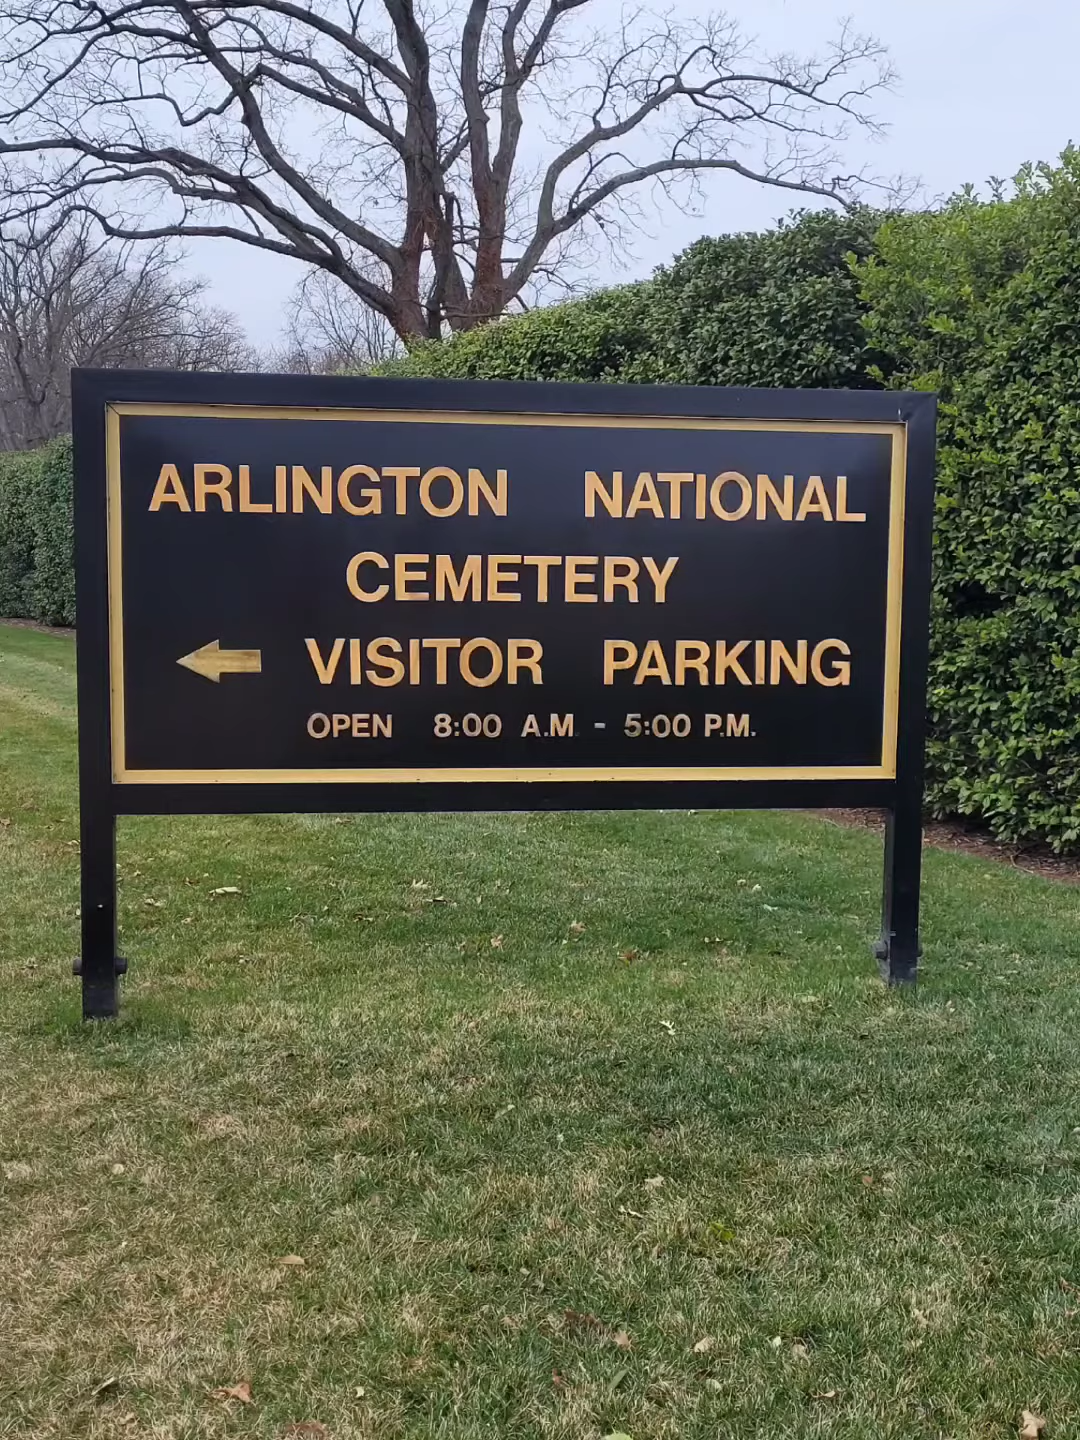 ARLINGTON NATIONAL
CEMETERY
← VISITOR PARKING
OPEN 8:00 A.M. - 5:00 P.M.